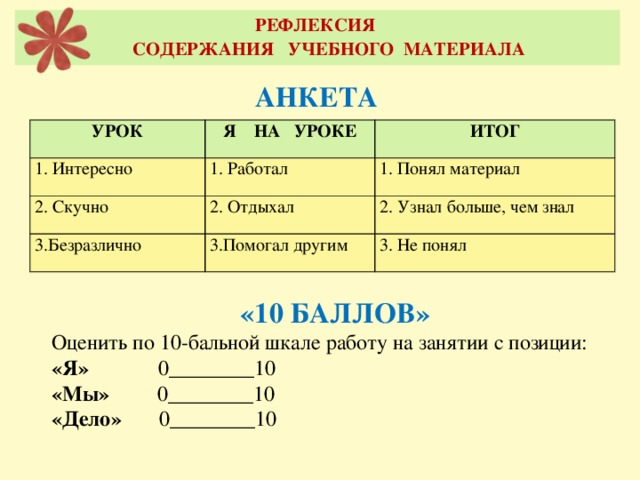 РЕФЛЕКСИЯ
СОДЕРЖАНИЯ УЧЕБНОГО МАТЕРИАЛА
АНКЕТА
УРОК Я НА УРОКЕ ИТОГ
1. Интересно 1. Работал 1. Понял материал
2. Скучно 2. Отдыхал 2. Узнал больше, чем знал
3.Безразлично 3.Помогал другим 3. Не понял
«10 БАЛЛОВ»
Оценить по 10-бальной шкале работу на занятии с позиции:
«Я» 0________10
«Мы» 0________10
«Дело» 0________10